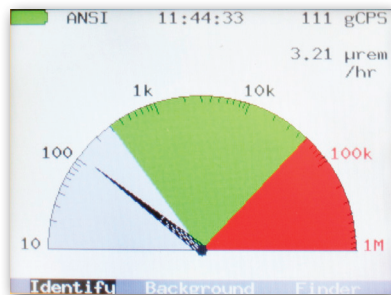 ANSI 11:44:33 111 gCPS
3.21 µrem
/hr
1k 10k
100 100k
10 1M
Identifu Background Finder